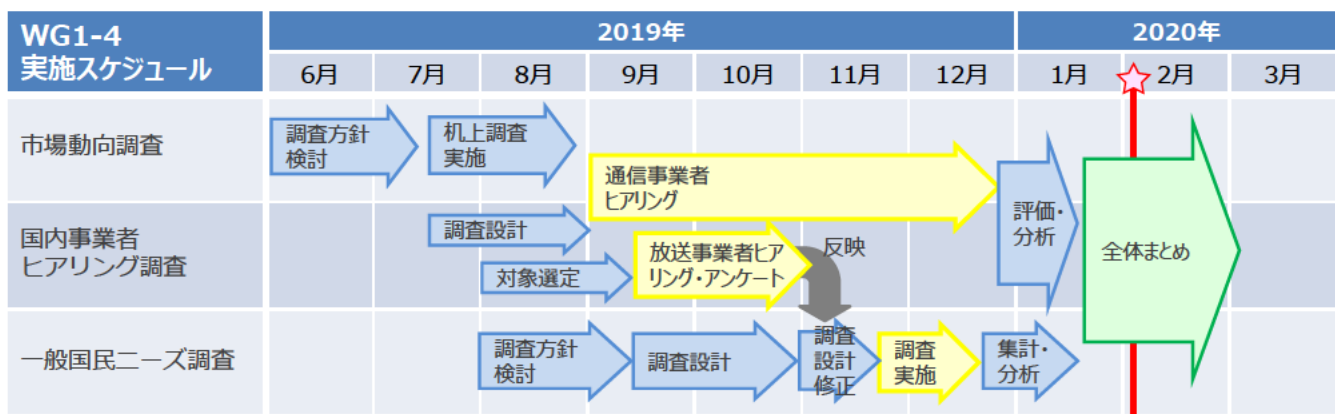 WG1-4
実施スケジュール
2019年
2020年
6月
7月
8月
9月
10月
11月
12月
1月
2月
3月
市場動向調査
調査方針
検討
机上調査
実施
通信事業者
ヒアリング
評価・
分析
全体まとめ
国内事業者
ヒアリング調査
調査設計
対象選定
放送事業者ヒア
リング・アンケート
反映
一般国民ニーズ調査
調査方針
検討
調査設計
調査
設計
修正
調査
実施
集計・
分析